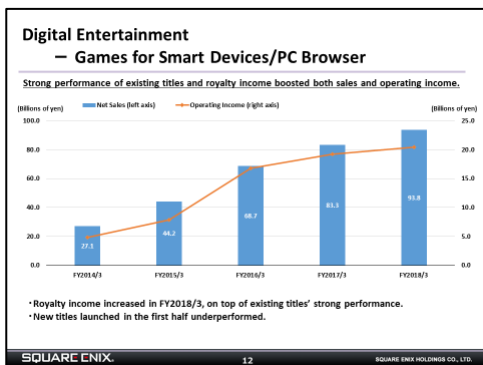 Digital Entertainment
— Games for Smart Devices/PC Browser
Strong performance of existing titles and royalty income boosted both sales and operating income.
(Billions of yen)
Net Sales (left axis)
Operating Income (right axis)
(Billions of yen)
100.0
80.0
60.0
40.0
20.0
0.0
27.1
44.2
68.7
83.3
93.8
25.0
20.0
15.0
10.0
5.0
0.0
FY2014/3
FY2015/3
FY2016/3
FY2017/3
FY2018/3
・Royalty income increased in FY2018/3, on top of existing titles' strong performance.
・New titles launched in the first half underperformed.
SQUARE ENIX.
12
SQUARE ENIX HOLDINGS CO., LTD.